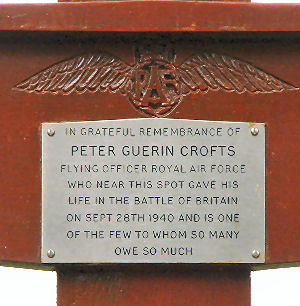 RAF
IN GRATEFUL REMEMBRANCE OF
PETER GUERIN CROFTS
FLYING OFFICER ROYAL AIR FORCE
WHO NEAR THIS SPOT GAVE HIS
LIFE IN THE BATTLE OF BRITAIN
ON SEPT 28TH 1940 AND IS ONE
OF THE FEW TO WHOM SO MANY
OWE SO MUCH